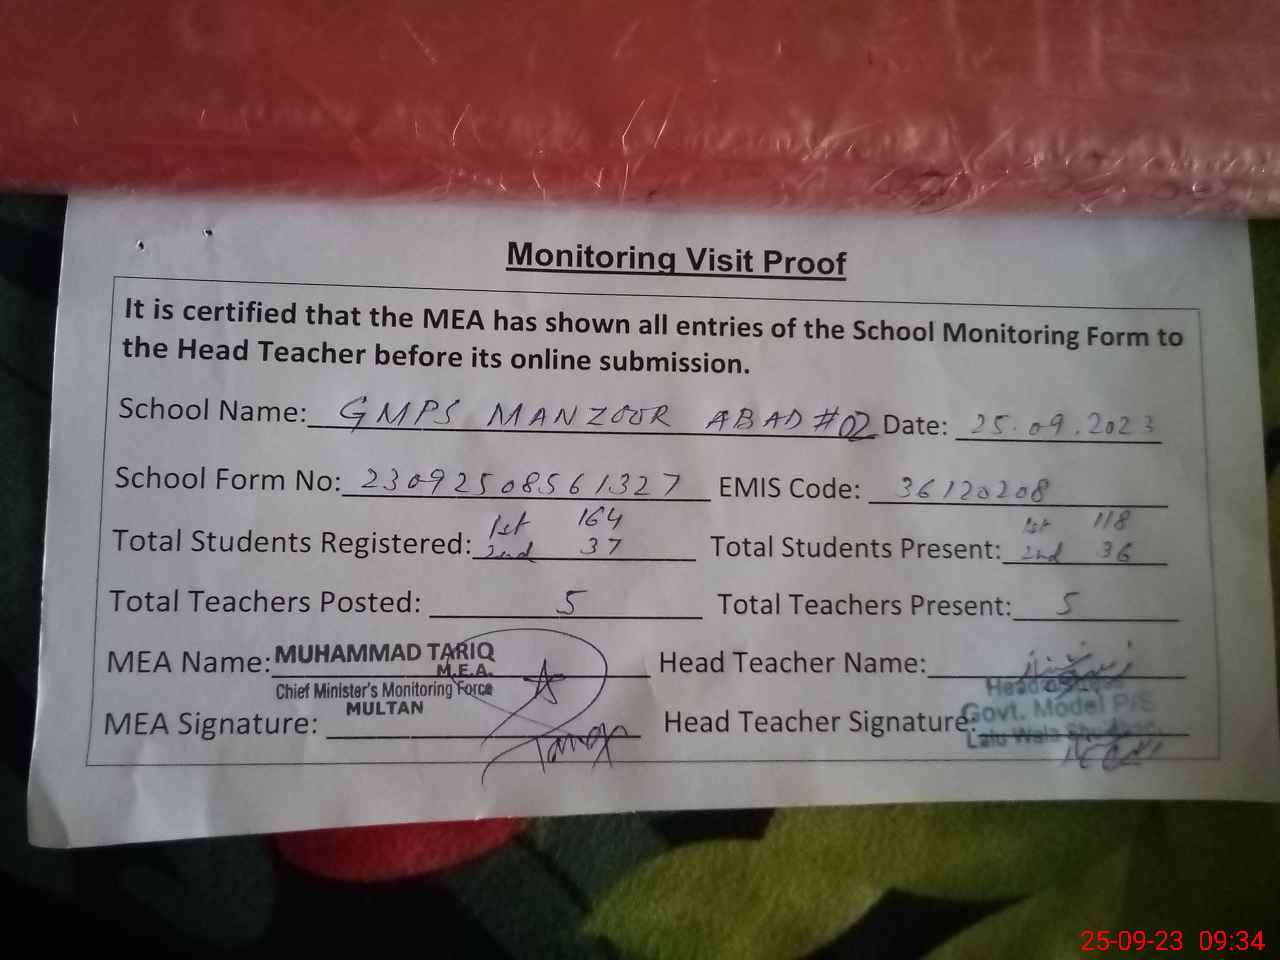 Monitoring Visit Proof
It is certified that the MEA has shown all entries of the School Monitoring Form to
the Head Teacher before its online submission.
School Name: GMPS MANZOOR ABAD #02 Date: 25.09.2023
School Form No: 23092508561327 EMIS Code: 36120208
1st 164 1st 118
Total Students Registered: 2nd 37 Total Students Present: 2nd 36
Total Teachers Posted: 5 Total Teachers Present: 5
MEA Name: MUHAMMAD TARIQ Head Teacher Name:
M.E.A.
Chief Minister's Monitoring Force
MULTAN
Govt. Model P/S
MEA Signature: Head Teacher Signature:
Lalu Wala
25-09-23 09:34